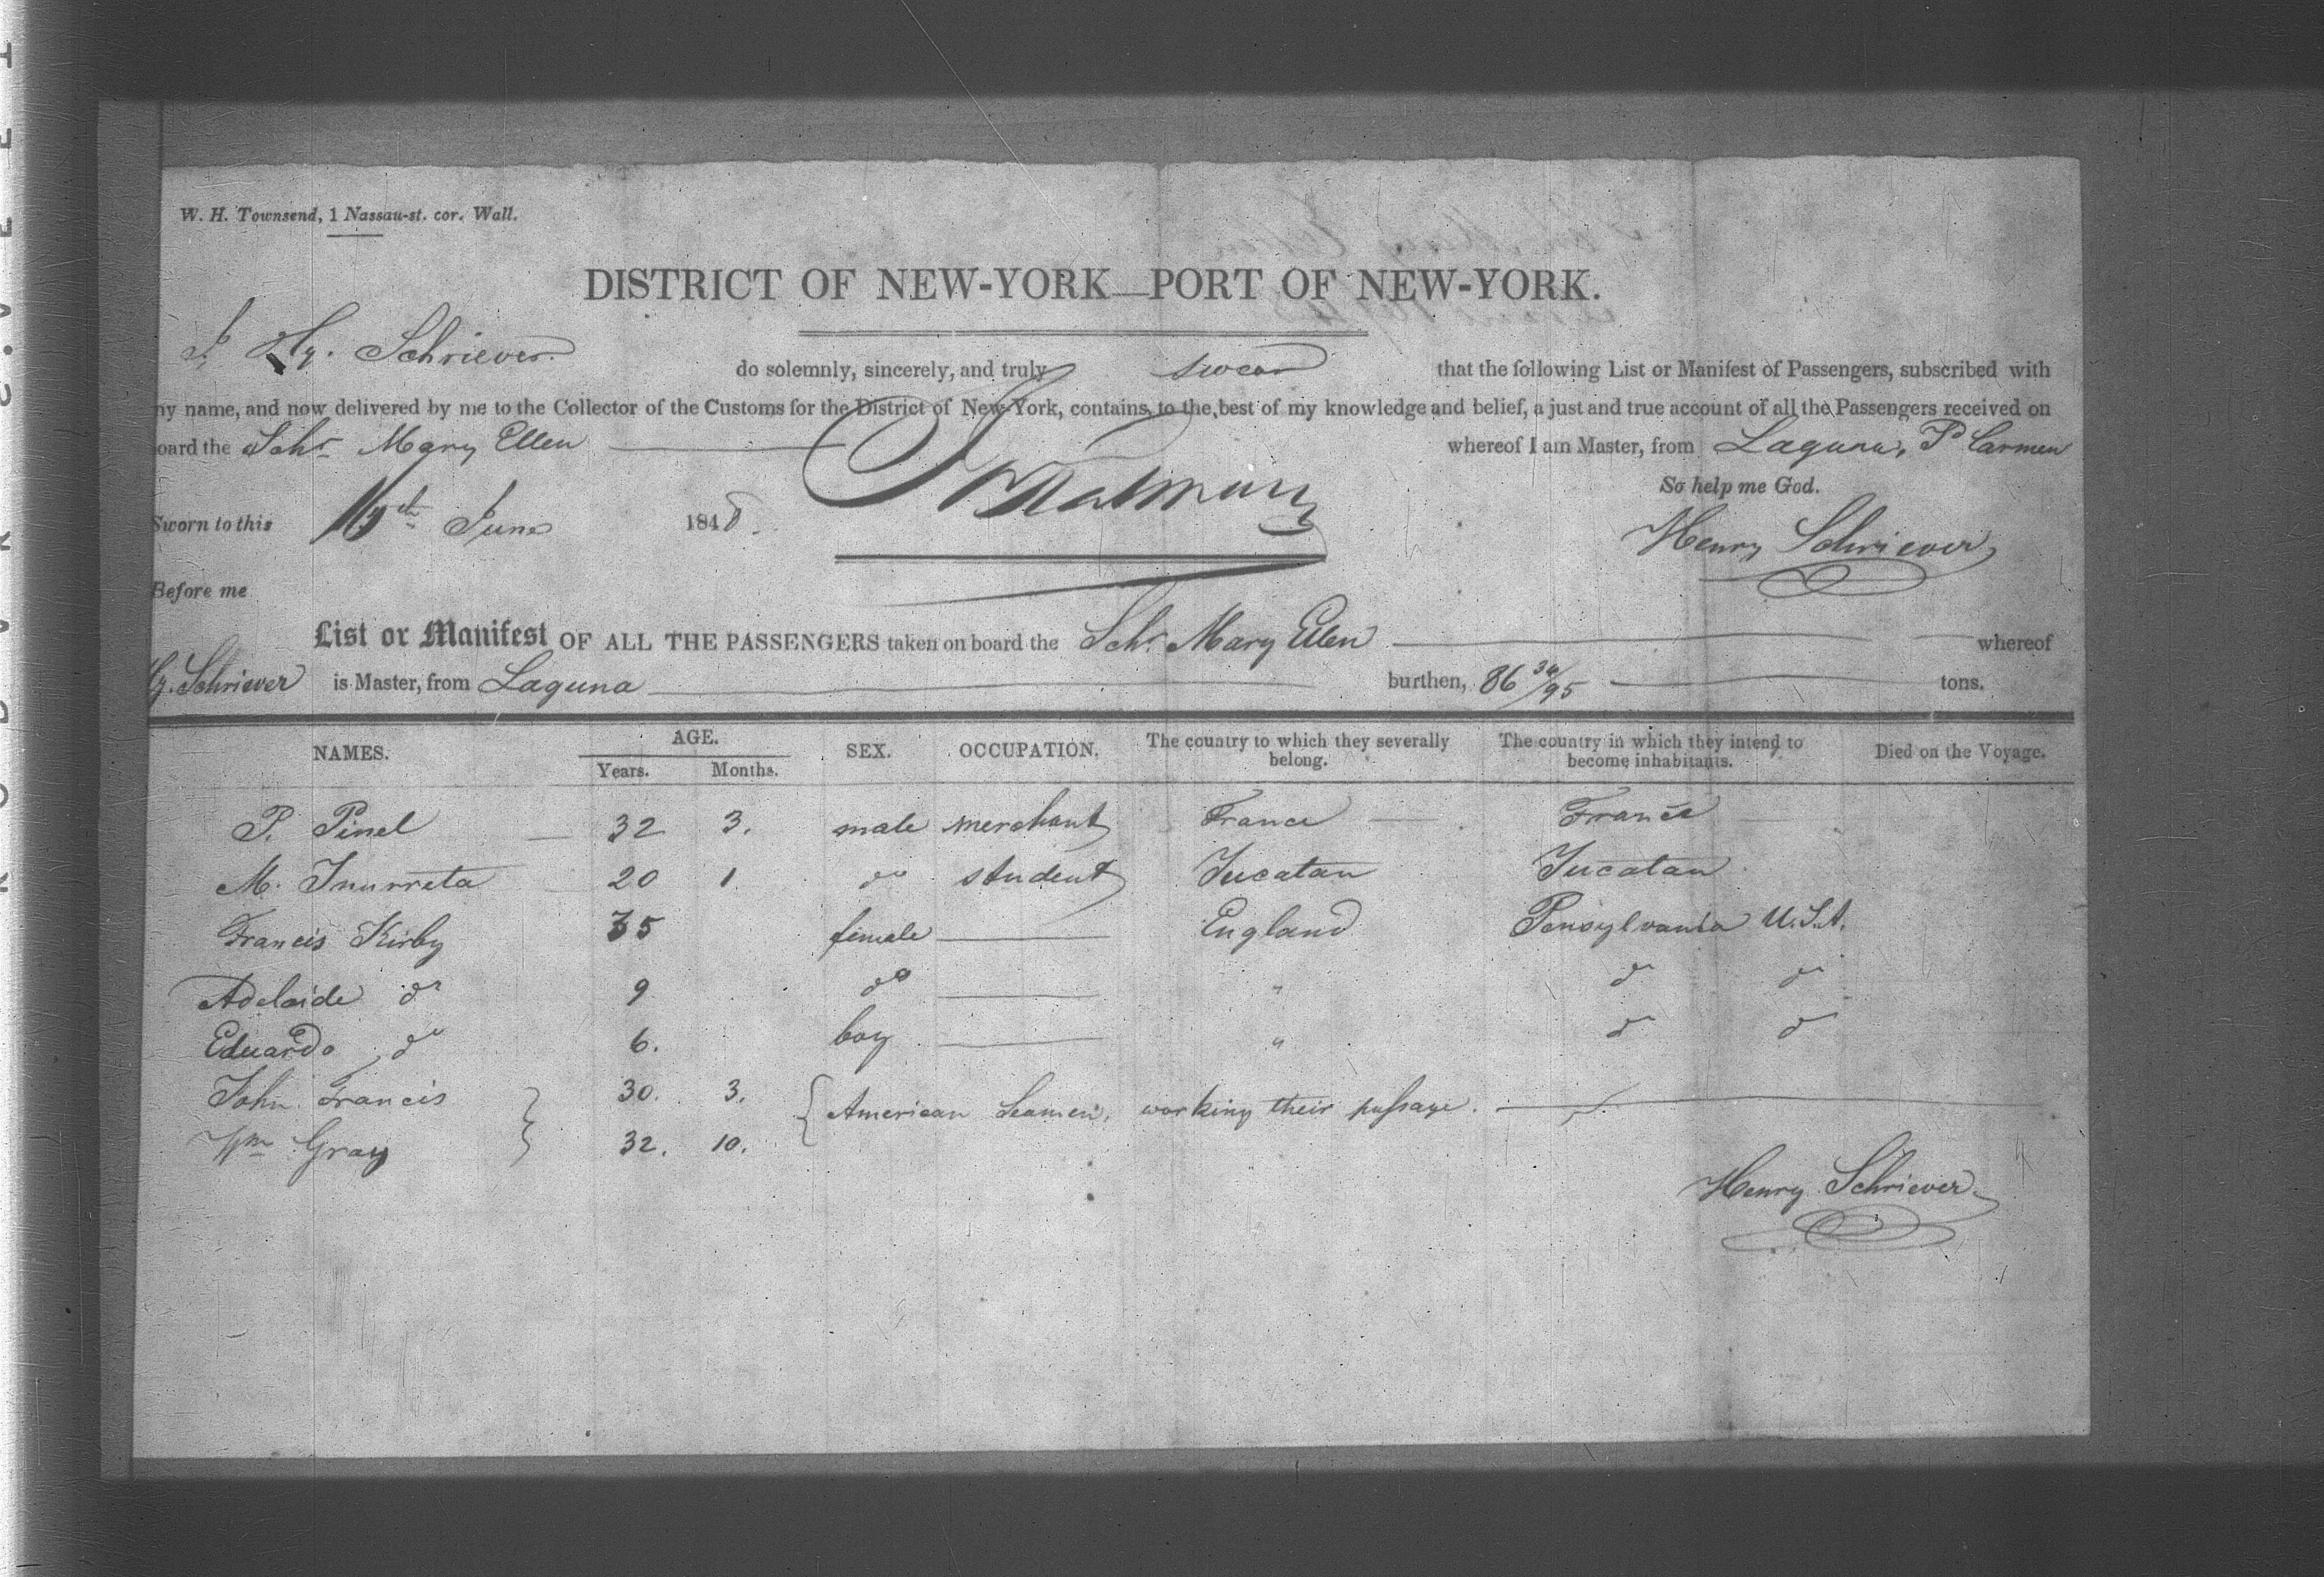 W. H. Townsend, 1 Nassau-st. cor. Wall.
DISTRICT OF NEW-YORK—PORT OF NEW-YORK.
I, Hy. Schriever do solemnly, sincerely, and truly swear that the following List or Manifest of Passengers, subscribed with
ny name, and now delivered by me to the Collector of the Customs for the District of New-York, contains, to the best of my knowledge and belief, a just and true account of all the Passengers received on
oard the Schr Mary Ellen whereof I am Master, from Laguna, P. Carmen
So help me God.
Sworn to this 16th June 1848. Henry Schriever
Before me
List or Manifest OF ALL THE PASSENGERS taken on board the Schr Mary Ellen whereof
Hy. Schriever is Master, from Laguna burthen, 86 34/95 tons.
NAMES. AGE. Years. Months. SEX. OCCUPATION. The country to which they severally belong. The country in which they intend to become inhabitants. Died on the Voyage.
P. Pinel 32 3. male merchant France France
M. Inurreta 20 1 do student Yucatan Yucatan
Francis Kirby 35 female England Pensylvania U.S.A.
Adelaide do 9 do " do do
Eduardo do 6. boy " do do
John Francis 30. 3. American Seamen, working their passage.
Wm Gray 32. 10.
Henry Schriever